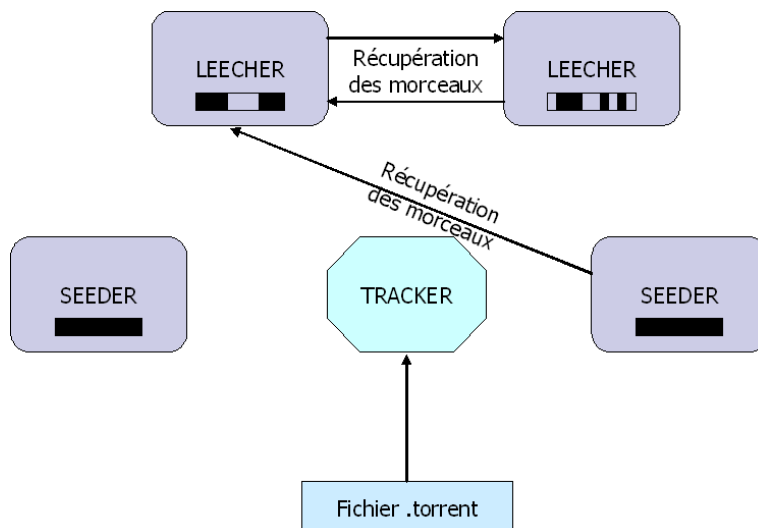 LEECHER
Récupération
des morceaux
LEECHER
Récupération
des morceaux
SEEDER
TRACKER
SEEDER
Fichier .torrent